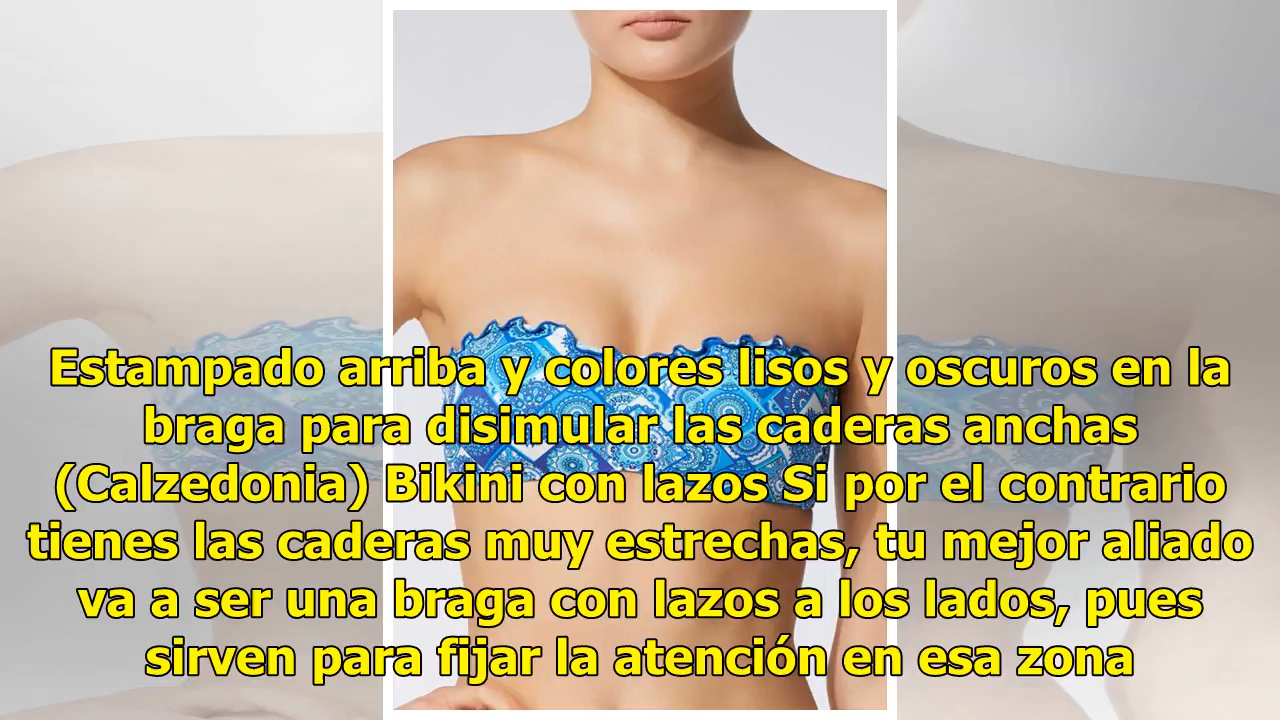 Estampado arriba y colores lisos y oscuros en la
braga para disimular las caderas anchas
(Calzedonia) Bikini con lazos Si por el contrario
tienes las caderas muy estrechas, tu mejor aliado
va a ser una braga con lazos a los lados, pues
sirven para fijar la atención en esa zona